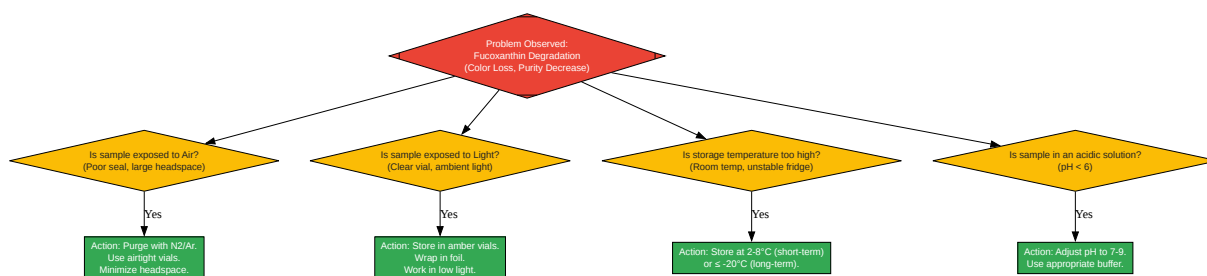 Problem Observed:
Fucoxanthin Degradation
(Color Loss, Purity Decrease)
Is sample exposed to Air?
(Poor seal, large headspace)
Is sample exposed to Light?
(Clear vial, ambient light)
Is storage temperature too high?
(Room temp, unstable fridge)
Is sample in an acidic solution?
(pH < 6)
Yes
Yes
Yes
Yes
Action: Purge with N2/Ar.
Use airtight vials.
Minimize headspace.
Action: Store in amber vials.
Wrap in foil.
Work in low light.
Action: Store at 2-8°C (short-term)
or ≤ -20°C (long-term).
Action: Adjust pH to 7-9.
Use appropriate buffer.